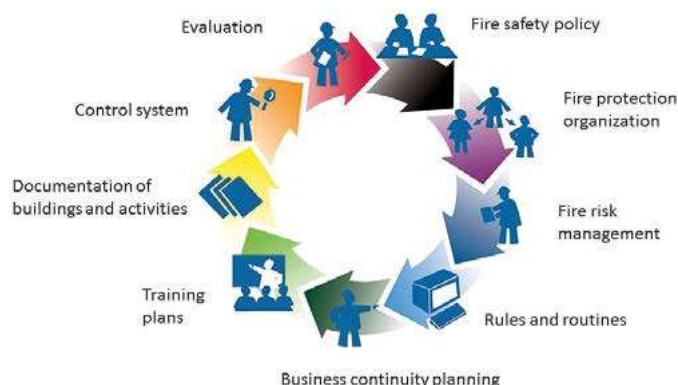 Evaluation
Fire safety policy
Control system
Fire protection
organization
Documentation of
buildings and activities
Fire risk
management
Training
plans
Rules and routines
Business continuity planning